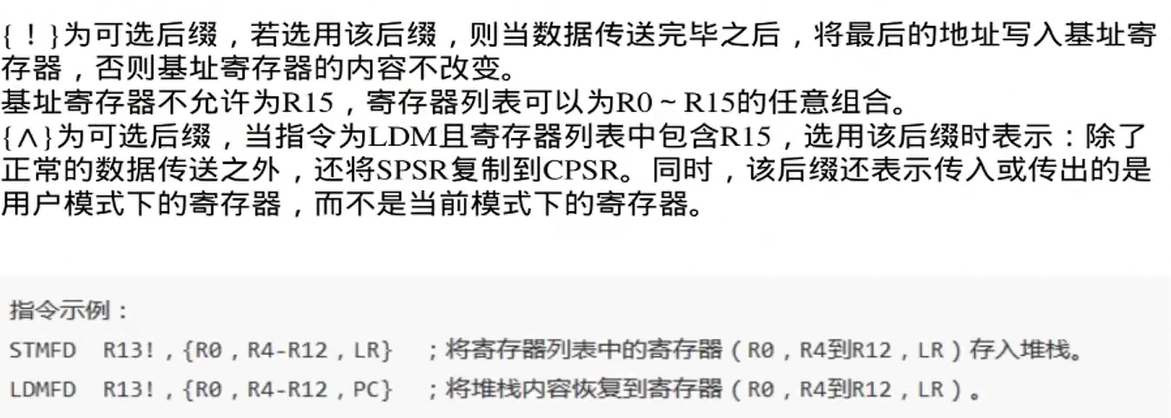 {！}为可选后缀，若选用该后缀，则当数据传送完毕之后，将最后的地址写入基址寄
存器，否则基址寄存器的内容不改变。
基址寄存器不允许为R15，寄存器列表可以为R0～R15的任意组合。
{∧}为可选后缀，当指令为LDM且寄存器列表中包含R15，选用该后缀时表示：除了
正常的数据传送之外，还将SPSR复制到CPSR。同时，该后缀还表示传入或传出的是
用户模式下的寄存器，而不是当前模式下的寄存器。
指令示例：
STMFD R13!，{R0，R4-R12，LR} ；将寄存器列表中的寄存器（R0，R4到R12，LR）存入堆栈。
LDMFD R13!，{R0，R4-R12，PC} ；将堆栈内容恢复到寄存器（R0，R4到R12，LR）。